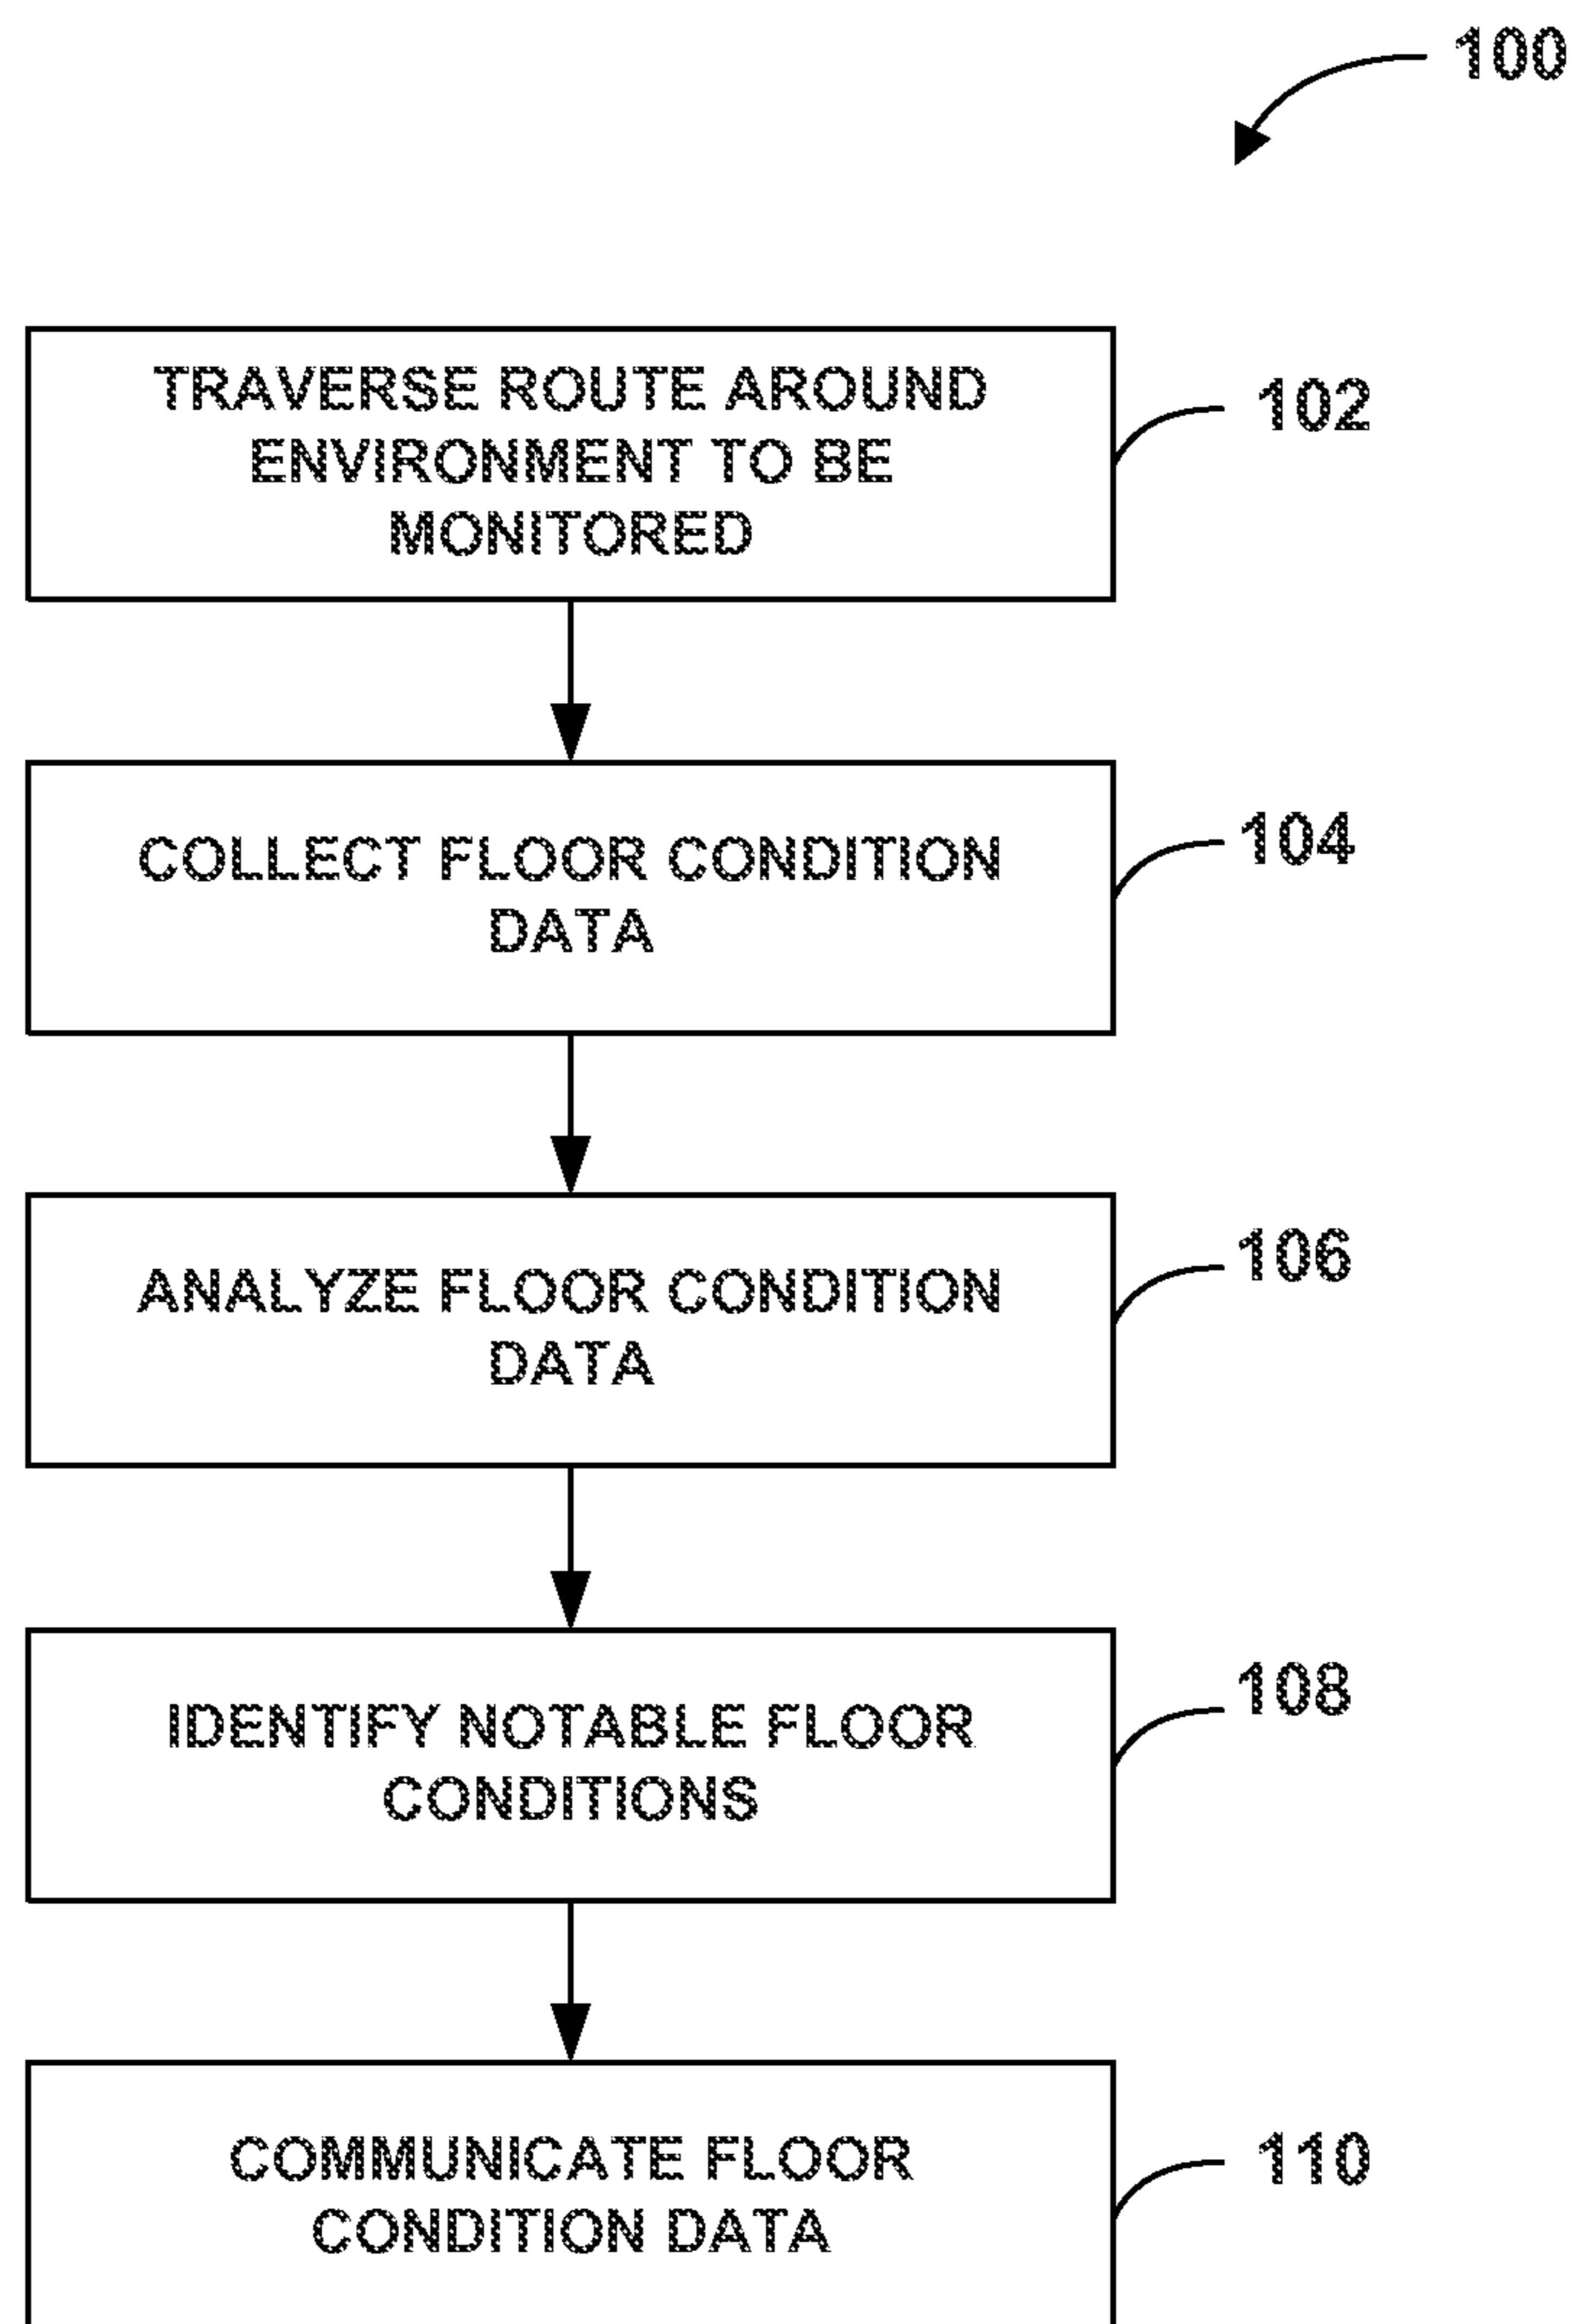 100
TRAVERSE ROUTE AROUND
ENVIRONMENT TO BE
MONITORED
102
COLLECT FLOOR CONDITION
DATA
104
ANALYZE FLOOR CONDITION
DATA
106
IDENTIFY NOTABLE FLOOR
CONDITIONS
108
COMMUNICATE FLOOR
CONDITION DATA
110